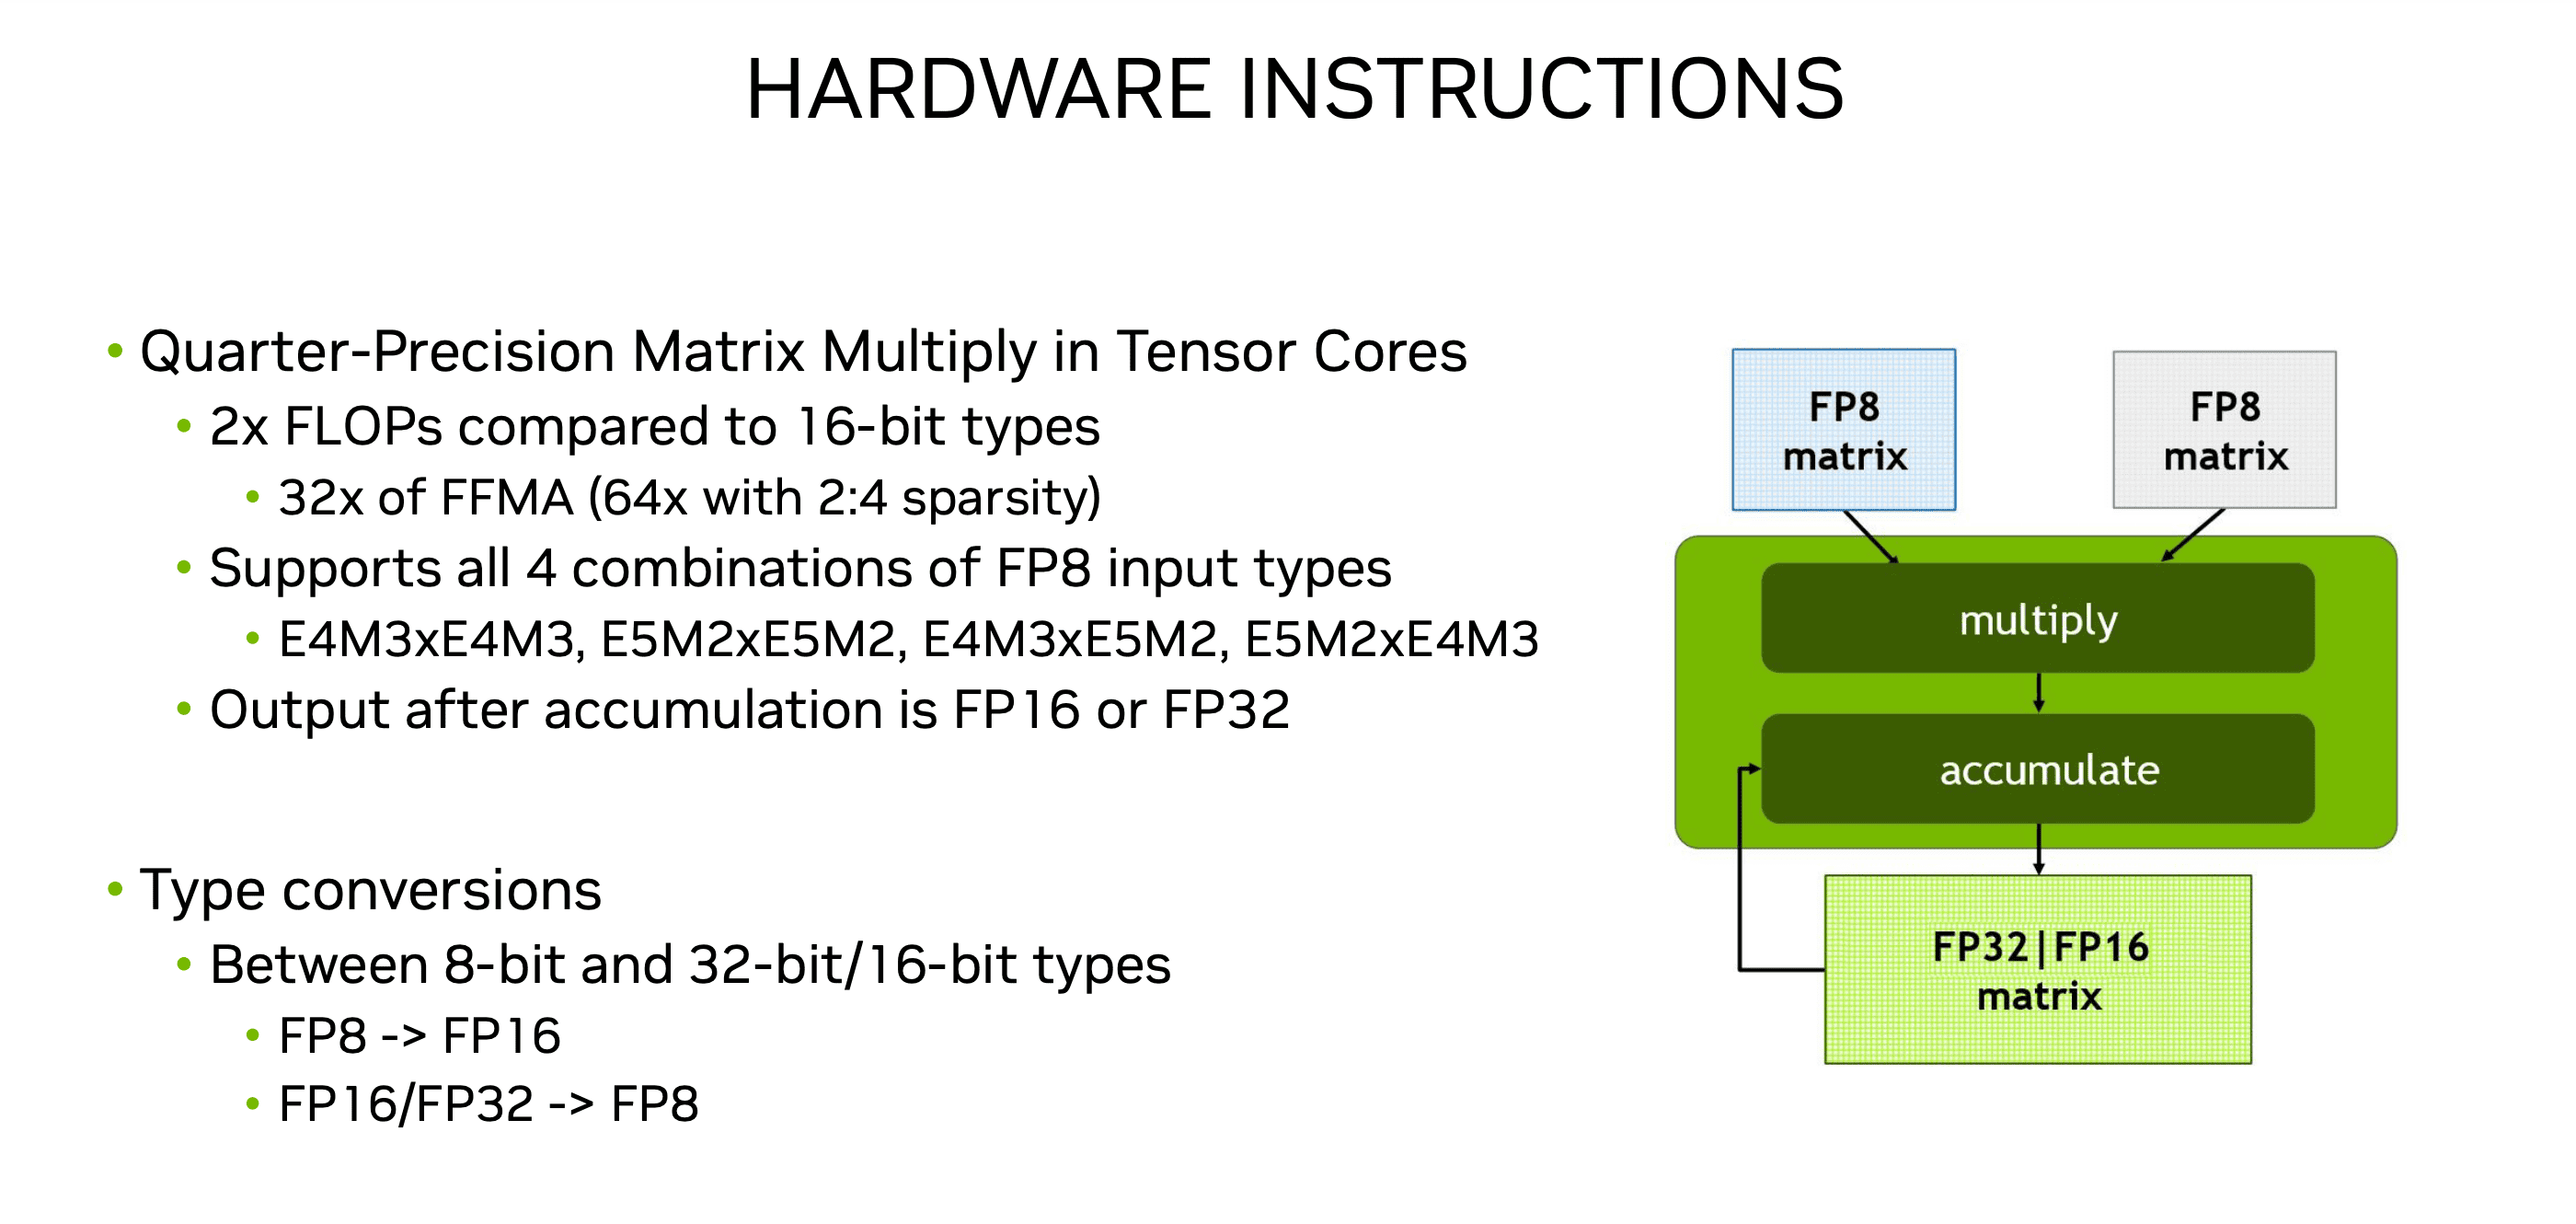 HARDWARE INSTRUCTIONS
• Quarter-Precision Matrix Multiply in Tensor Cores
• 2x FLOPs compared to 16-bit types
• 32x of FFMA (64x with 2:4 sparsity)
• Supports all 4 combinations of FP8 input types
• E4M3xE4M3, E5M2xE5M2, E4M3xE5M2, E5M2xE4M3
• Output after accumulation is FP16 or FP32
• Type conversions
• Between 8-bit and 32-bit/16-bit types
• FP8 -> FP16
• FP16/FP32 -> FP8
FP8
matrix
FP8
matrix
multiply
accumulate
FP32|FP16
matrix